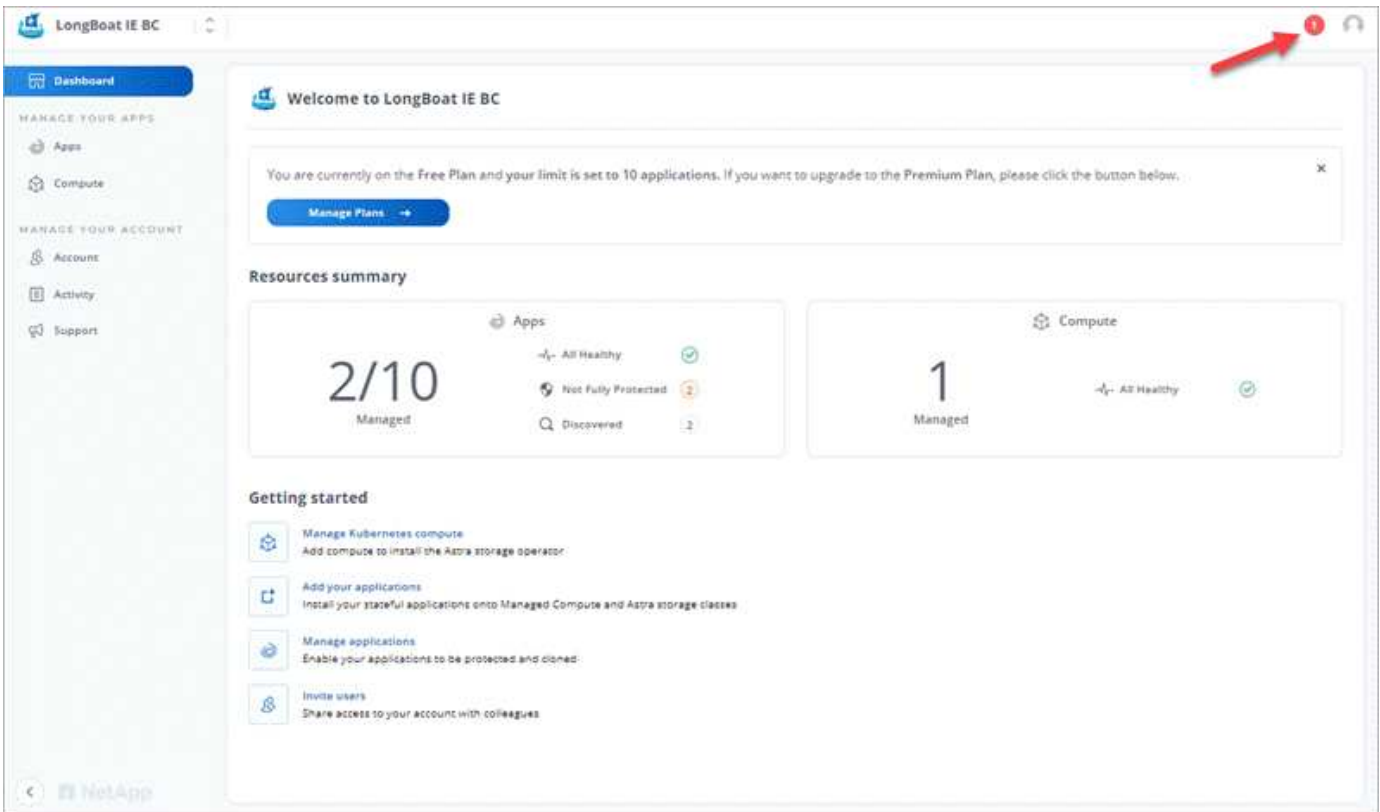 LongBoat IE BC
Dashboard
MANAGE YOUR APPS
Apps
Compute
MANAGE YOUR ACCOUNT
Account
Activity
Support
NetApp
Welcome to LongBoat IE BC
You are currently on the Free Plan and your limit is set to 10 applications. If you want to upgrade to the Premium Plan, please click the button below.
Manage Plans
Resources summary
Apps
2/10
Managed
All Healthy
Not Fully Protected 2
Discovered 2
Compute
1
Managed
All Healthy
Getting started
Manage Kubernetes compute
Add compute to install the Astra storage operator
Add your applications
Install your stateful applications onto Managed Compute and Astra storage classes
Manage applications
Enable your applications to be protected and cloned
Invite users
Share access to your account with colleagues